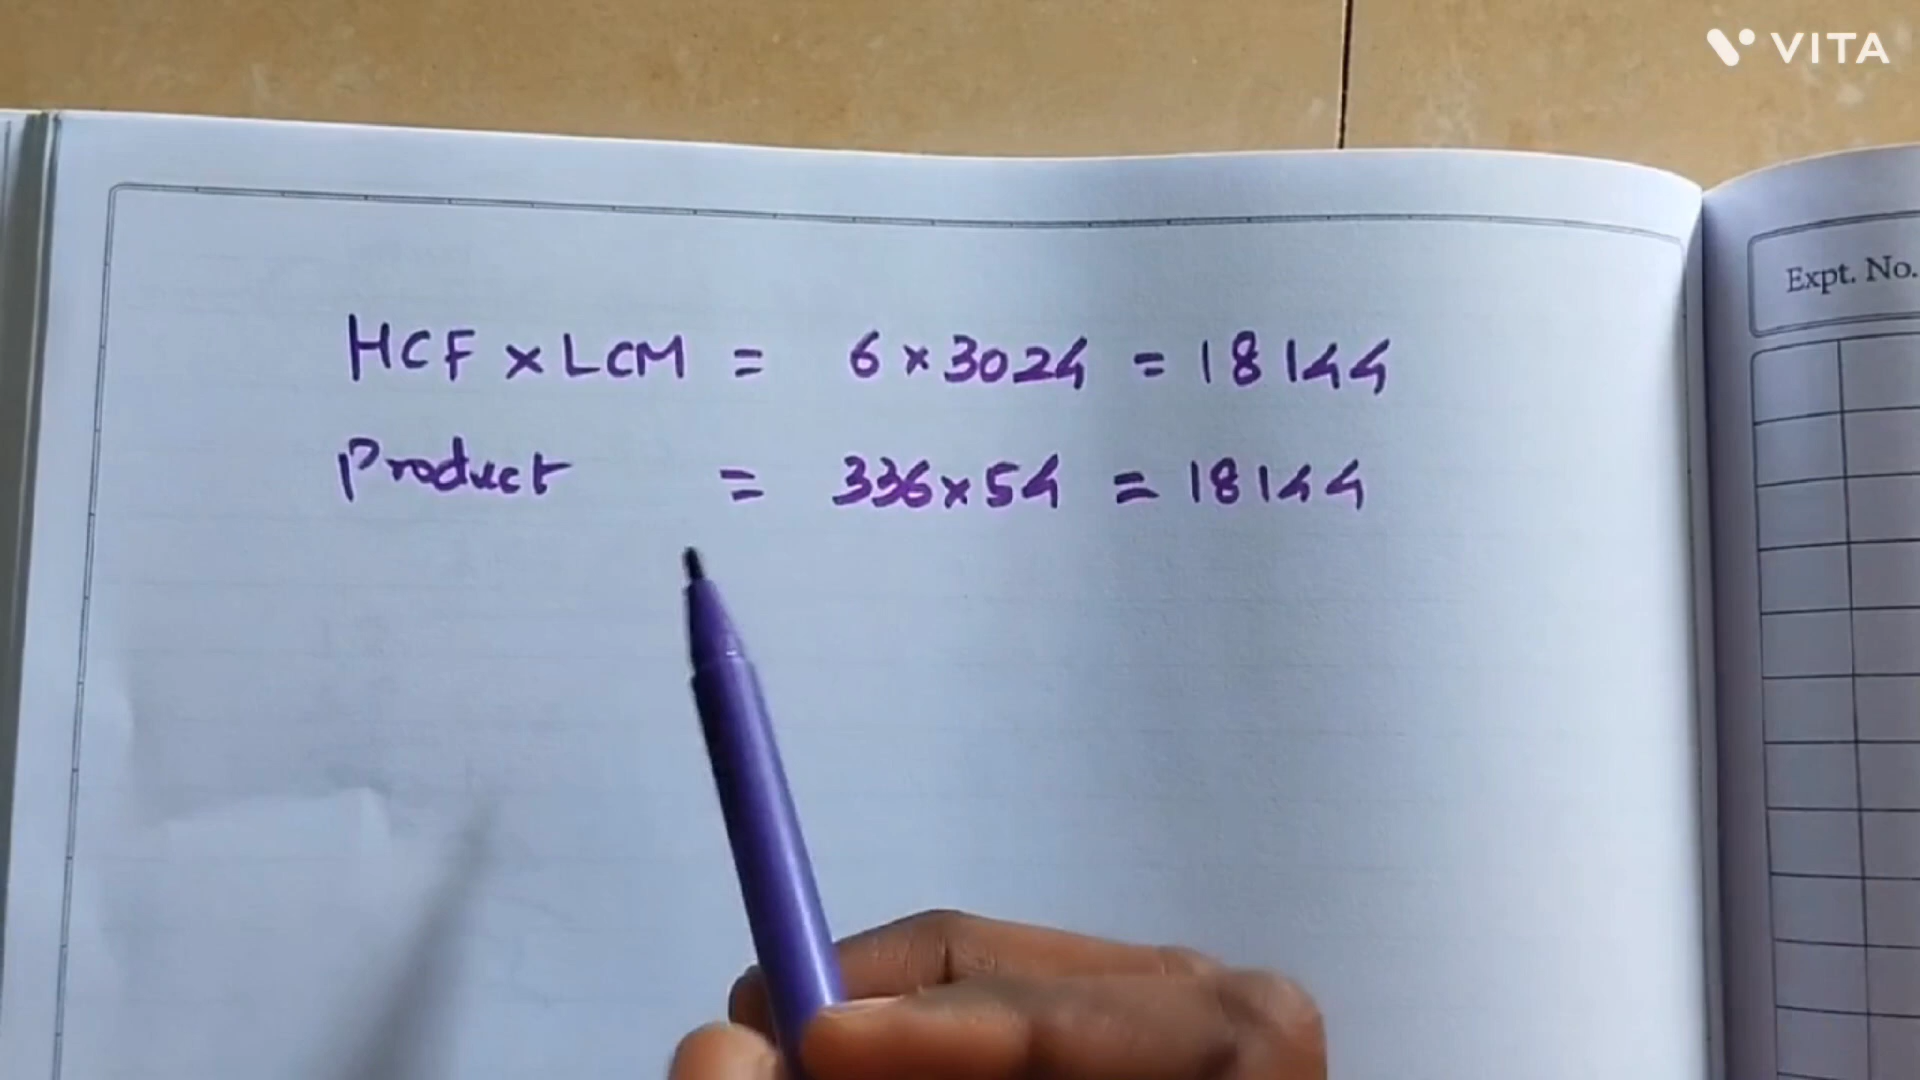 VITA
Expt. No.
HCF × LCM = 6 × 3024 = 18144
Product = 336 × 54 = 18144